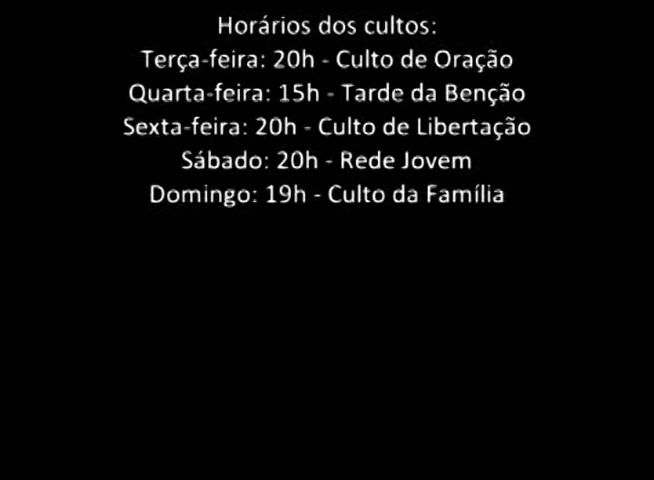 Horários dos cultos:
Terça-feira: 20h - Culto de Oração
Quarta-feira: 15h - Tarde da Benção
Sexta-feira: 20h - Culto de Libertação
Sábado: 20h - Rede Jovem
Domingo: 19h - Culto da Família